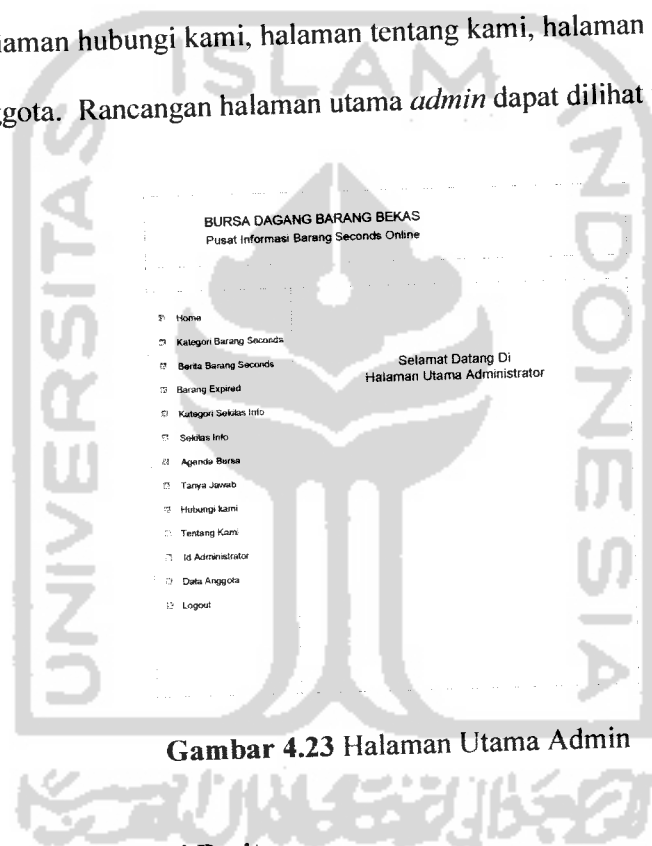 hubungi kami, halaman tentang kami, halaman
Rancangan halaman utama admin dapat dilihat
ISLAM
UNIVERSITAS
INDONESIA
BURSA DAGANG BARANG BEKAS
Pusat Informasi Barang Seconds Online
Home
Kategori Barang Seconds
Berita Barang Seconds
Barang Expired
Kategori Sekilas Info
Sekilas Info
Agenda Bursa
Tanya Jawab
Hubungi kami
Tentang Kami
Id Administrator
Data Anggota
Logout
Selamat Datang Di
Halaman Utama Administrator
Gambar 4.23 Halaman Utama Admin